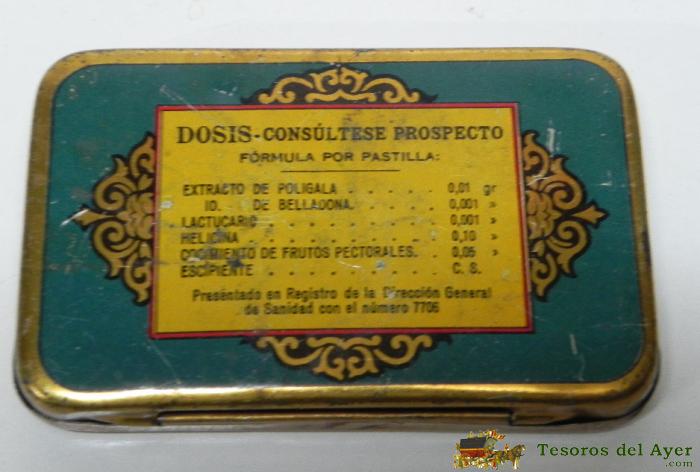 DOSIS-CONSÚLTESE PROSPECTO
FÓRMULA POR PASTILLA:
EXTRACTO DE POLIGALA . . . . . 0,01 gr
ID. DE BELLADONA. . . . . 0,001 »
LACTUCARIO . . . . . . . . . 0,001 »
HELICINA . . . . . . . . . . 0,10 »
COCIMIENTO DE FRUTOS PECTORALES. . 0,05 »
ESCIPIENTE . . . . . . . . . C. S.
Presentado en Registro de la Dirección General
de Sanidad con el número 7706
Tesoros del Ayer
.com